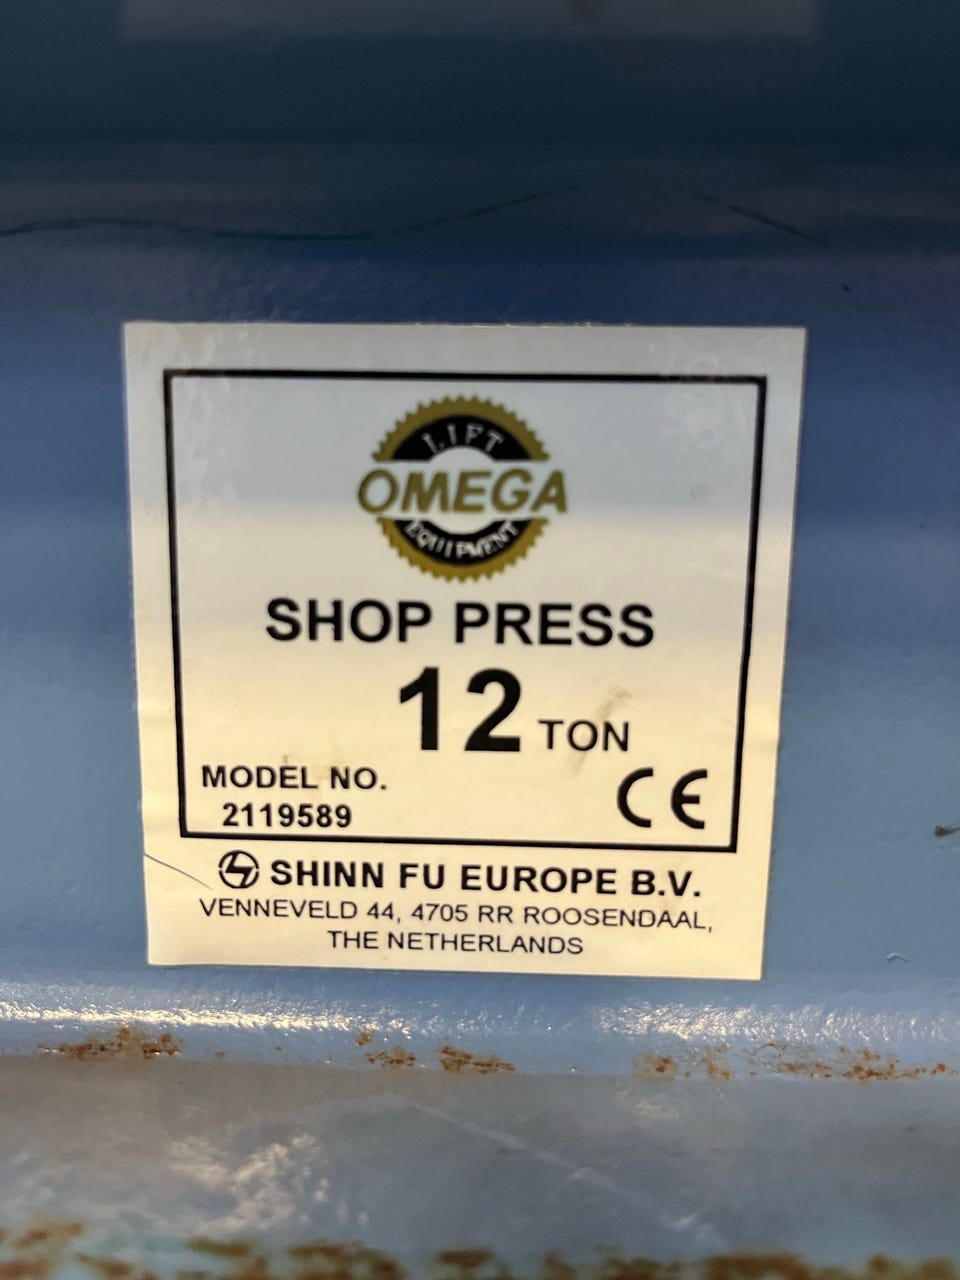 LIFT
OMEGA
EQUIPMENT
SHOP PRESS
12 TON
MODEL NO.
2119589
CE
SHINN FU EUROPE B.V.
VENNEVELD 44, 4705 RR ROOSENDAAL,
THE NETHERLANDS